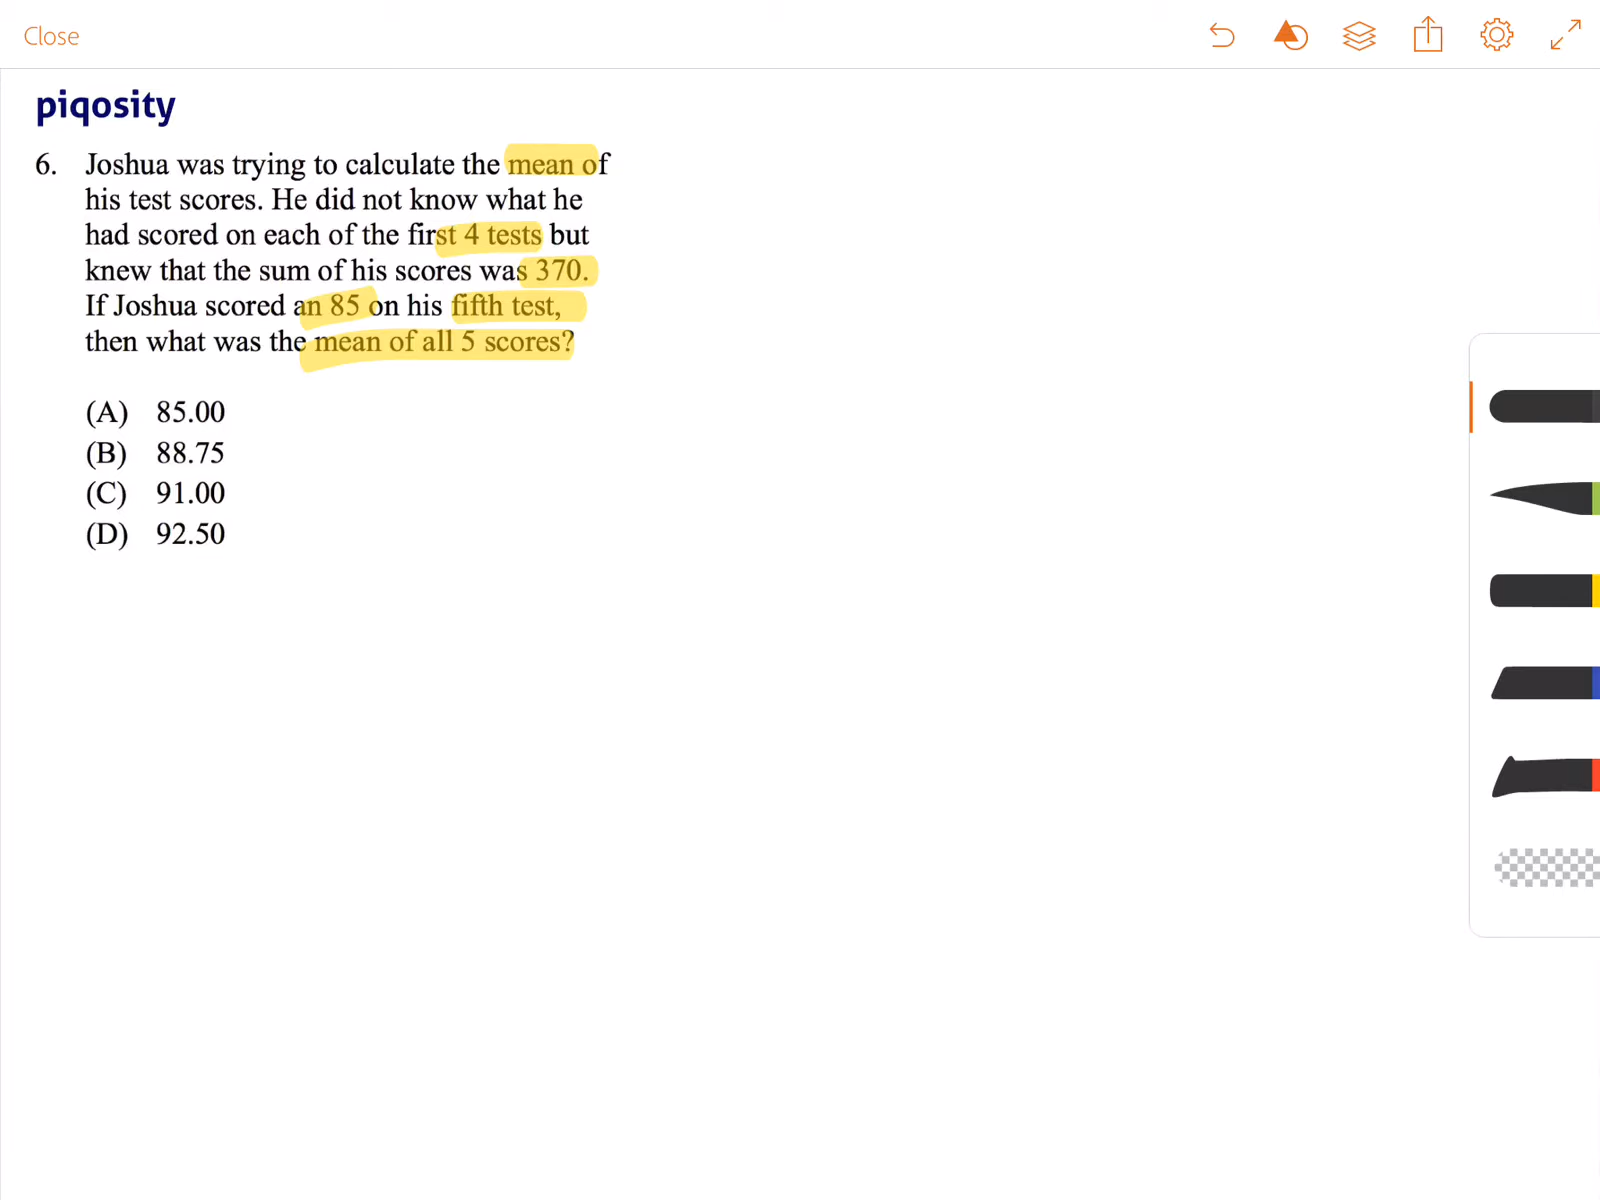 Close
piqosity
6. Joshua was trying to calculate the mean of
his test scores. He did not know what he
had scored on each of the first 4 tests but
knew that the sum of his scores was 370.
If Joshua scored an 85 on his fifth test,
then what was the mean of all 5 scores?
(A) 85.00
(B) 88.75
(C) 91.00
(D) 92.50